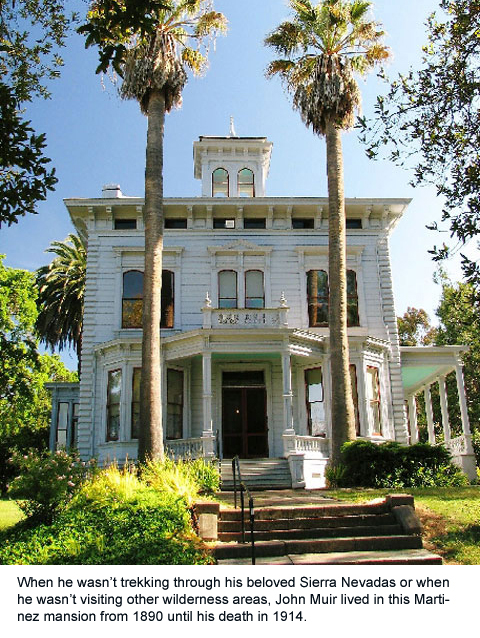 When he wasn't trekking through his beloved Sierra Nevadas or when
he wasn't visiting other wilderness areas, John Muir lived in this Marti-
nez mansion from 1890 until his death in 1914.